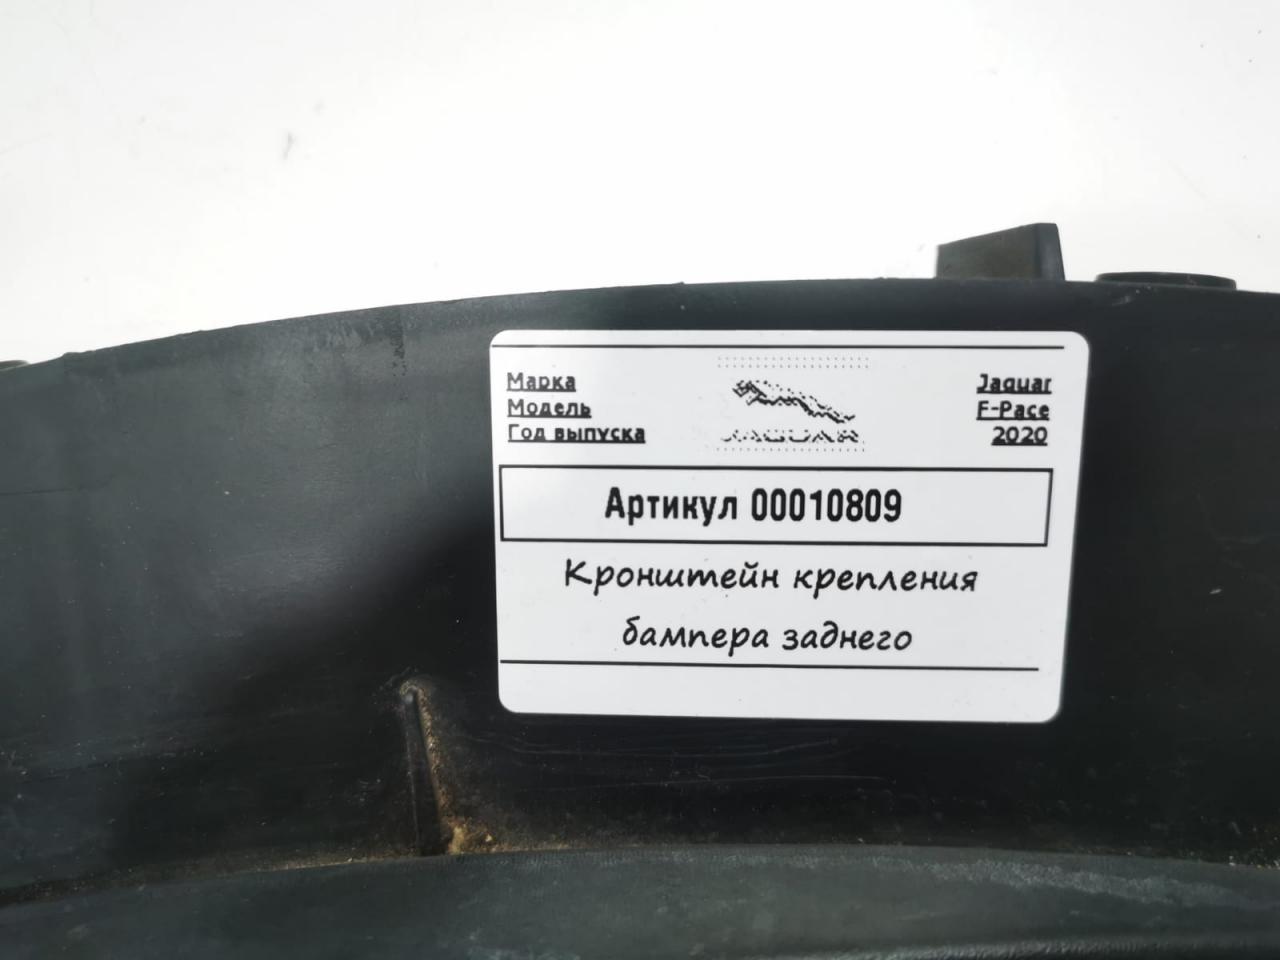 Марка Jaguar
Модель F-Pace
Год выпуска 2020
JAGUAR
Артикул 00010809
Кронштейн крепления
бампера заднего